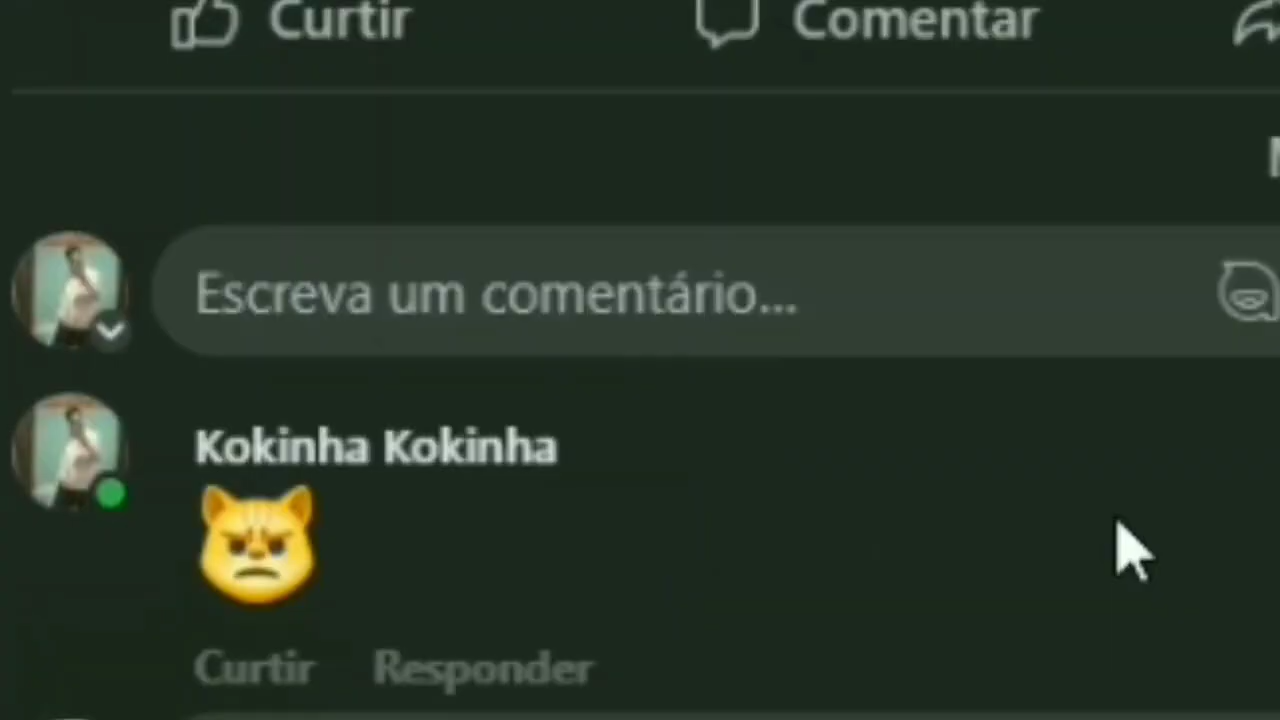 Curtir Comentar
Escreva um comentário...
Kokinha Kokinha
Curtir Responder